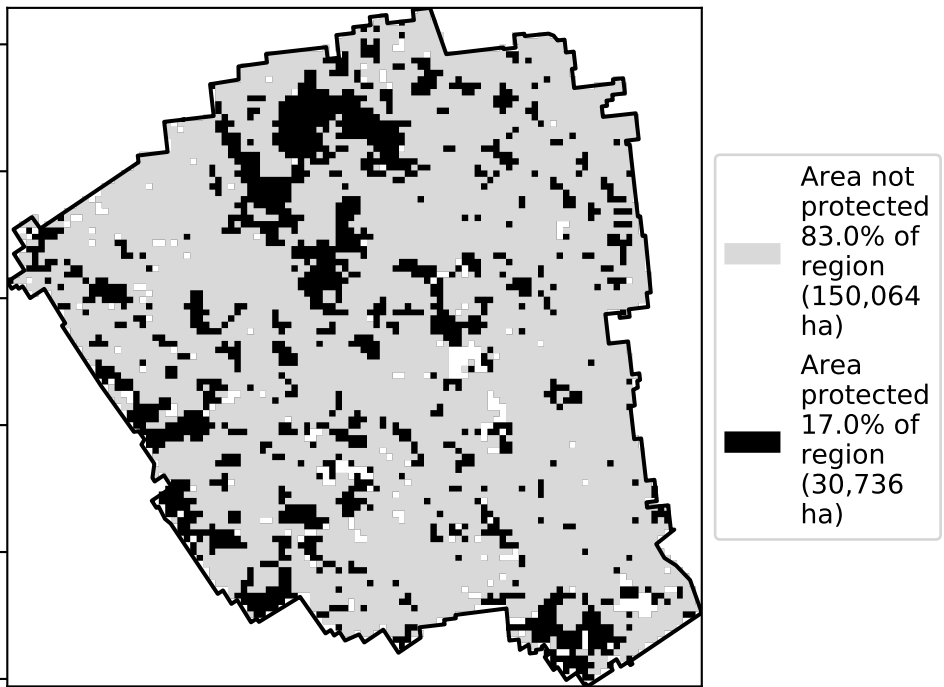 Area not
protected
83.0% of
region
(150,064
ha)
Area
protected
17.0% of
region
(30,736
ha)